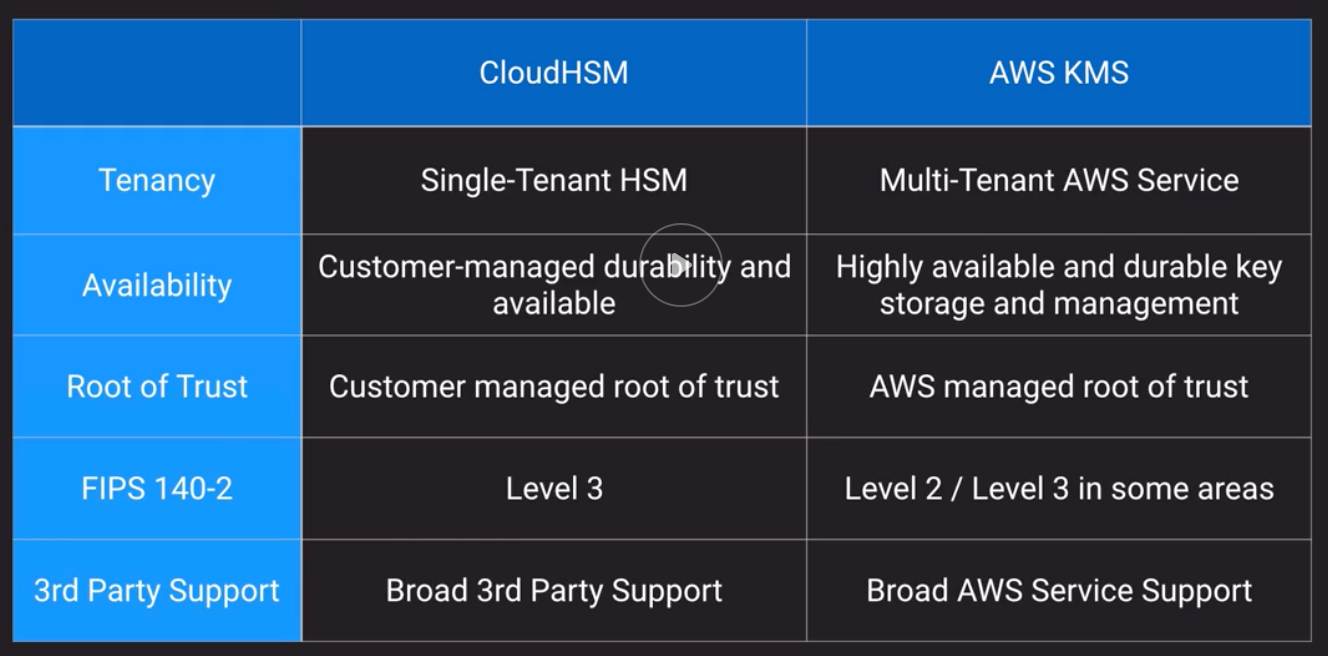 CloudHSM
AWS KMS
Tenancy
Single-Tenant HSM
Multi-Tenant AWS Service
Availability
Customer-managed durability and
available
Highly available and durable key
storage and management
Root of Trust
Customer managed root of trust
AWS managed root of trust
FIPS 140-2
Level 3
Level 2 / Level 3 in some areas
3rd Party Support
Broad 3rd Party Support
Broad AWS Service Support